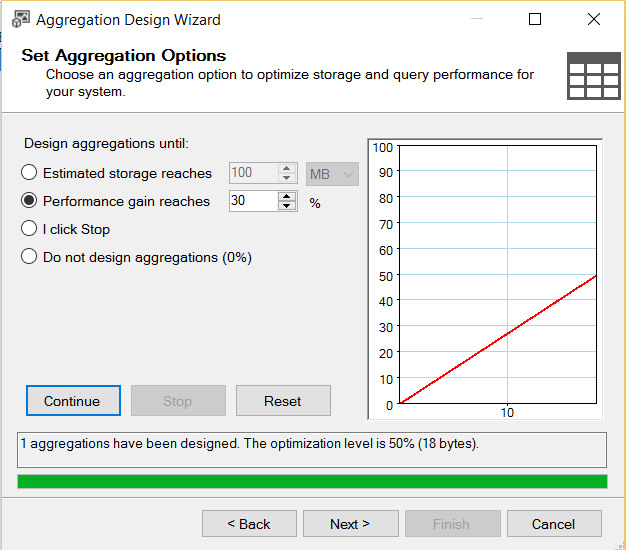 Aggregation Design Wizard
Set Aggregation Options
Choose an aggregation option to optimize storage and query performance for
your system.
Design aggregations until:
Estimated storage reaches 100 MB
Performance gain reaches 30 %
I click Stop
Do not design aggregations (0%)
100
90
80
70
60
50
40
30
20
10
0
10
Continue Stop Reset
1 aggregations have been designed. The optimization level is 50% (18 bytes).
< Back Next > Finish Cancel